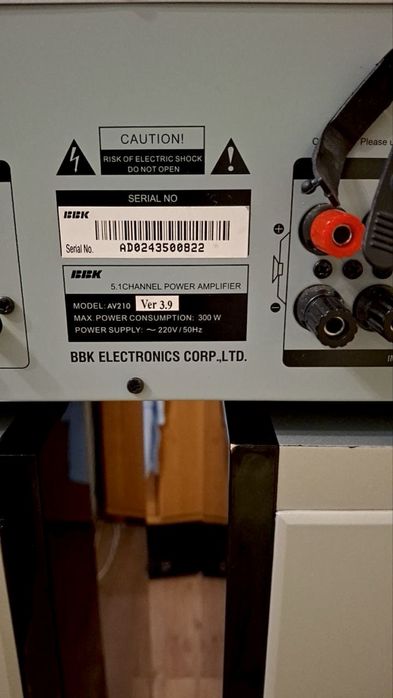 CAUTION!
RISK OF ELECTRIC SHOCK
DO NOT OPEN
Please u
SERIAL NO
BBK
Serial No. AD0243500822
BBK
5.1CHANNEL POWER AMPLIFIER
MODEL: AV210 Ver 3.9
MAX. POWER CONSUMPTION: 300 W
POWER SUPPLY: ~ 220V/50Hz
BBK ELECTRONICS CORP.,LTD.